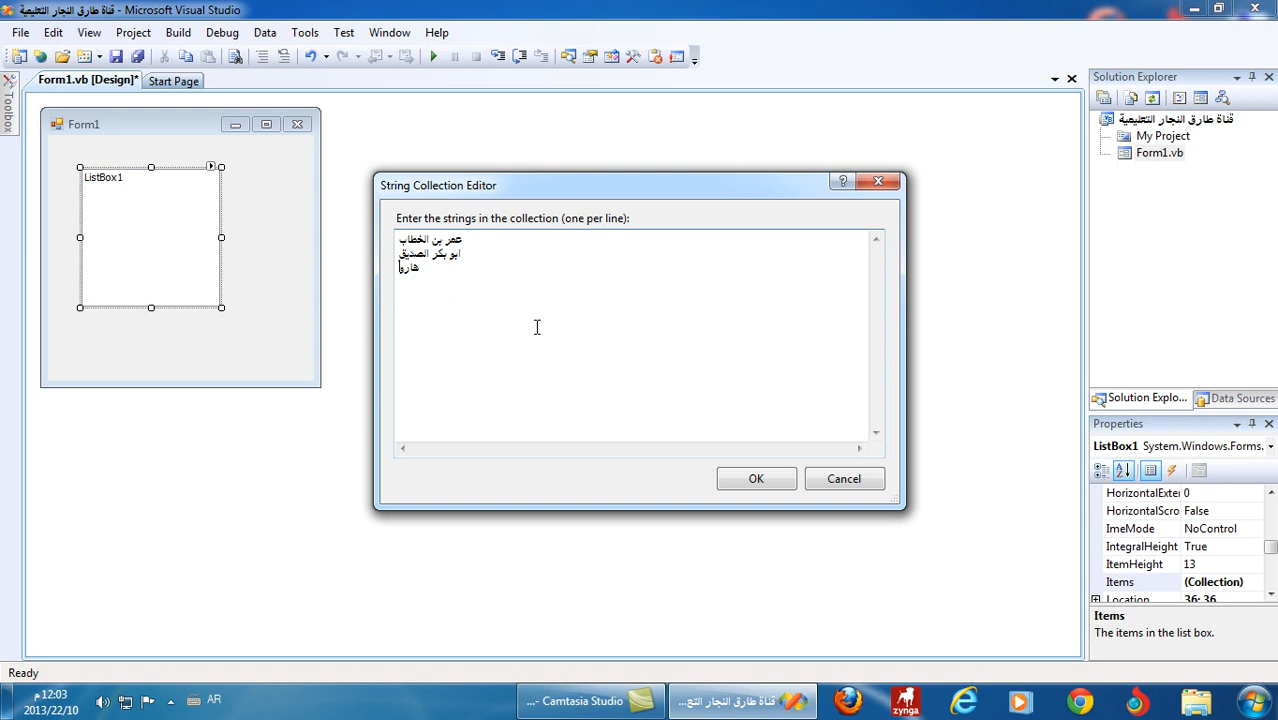 قناة طارق النجار التعليمية - Microsoft Visual Studio
File Edit View Project Build Debug Data Tools Test Window Help
Form1.vb [Design]* Start Page
Toolbox
Form1
ListBox1
String Collection Editor
Enter the strings in the collection (one per line):
عمر بن الخطاب
ابو بكر الصديق
هارو
OK Cancel
Solution Explorer
قناة طارق النجار التعليمية
My Project
Form1.vb
Solution Explo... Data Sources
Properties
ListBox1 System.Windows.Forms.
HorizontalExter 0
HorizontalScro False
ImeMode NoControl
IntegralHeight True
ItemHeight 13
Items (Collection)
Location 36; 36
Items
The items in the list box.
Ready
12:03 م
2013/22/10
AR
...- Camtasia Studio
قناة طارق النجار التع...
zynga